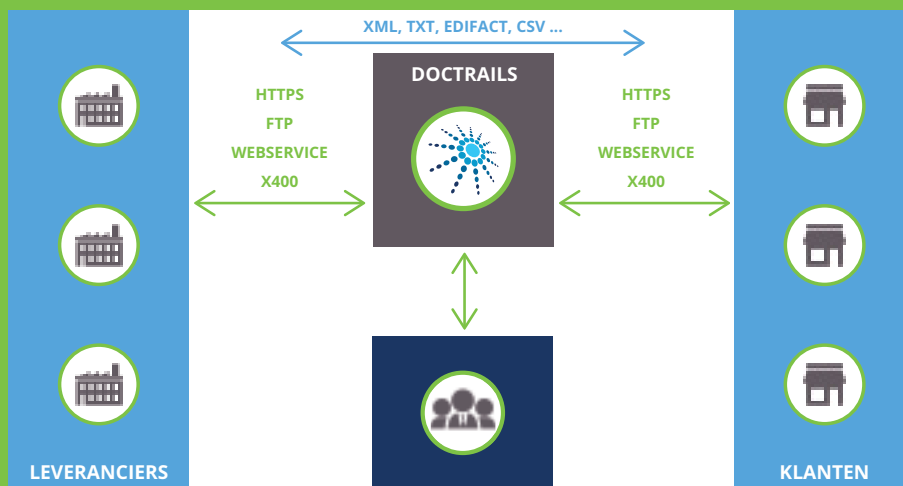 XML, TXT, EDIFACT, CSV ...
DOCTRAILS
HTTPS
FTP
WEBSERVICE
X400
HTTPS
FTP
WEBSERVICE
X400
LEVERANCIERS
KLANTEN